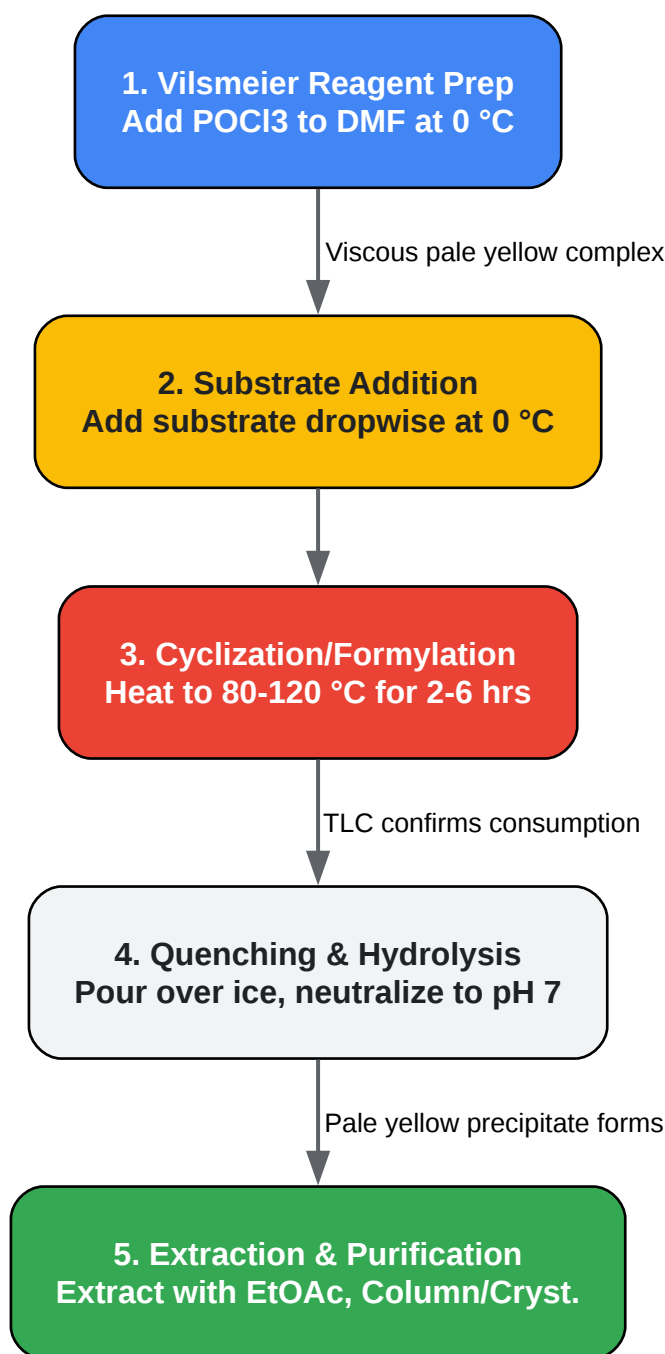 1. Vilsmeier Reagent Prep
Add POCl3 to DMF at 0 °C
Viscous pale yellow complex
2. Substrate Addition
Add substrate dropwise at 0 °C
3. Cyclization/Formylation
Heat to 80-120 °C for 2-6 hrs
TLC confirms consumption
4. Quenching & Hydrolysis
Pour over ice, neutralize to pH 7
Pale yellow precipitate forms
5. Extraction & Purification
Extract with EtOAc, Column/Cryst.